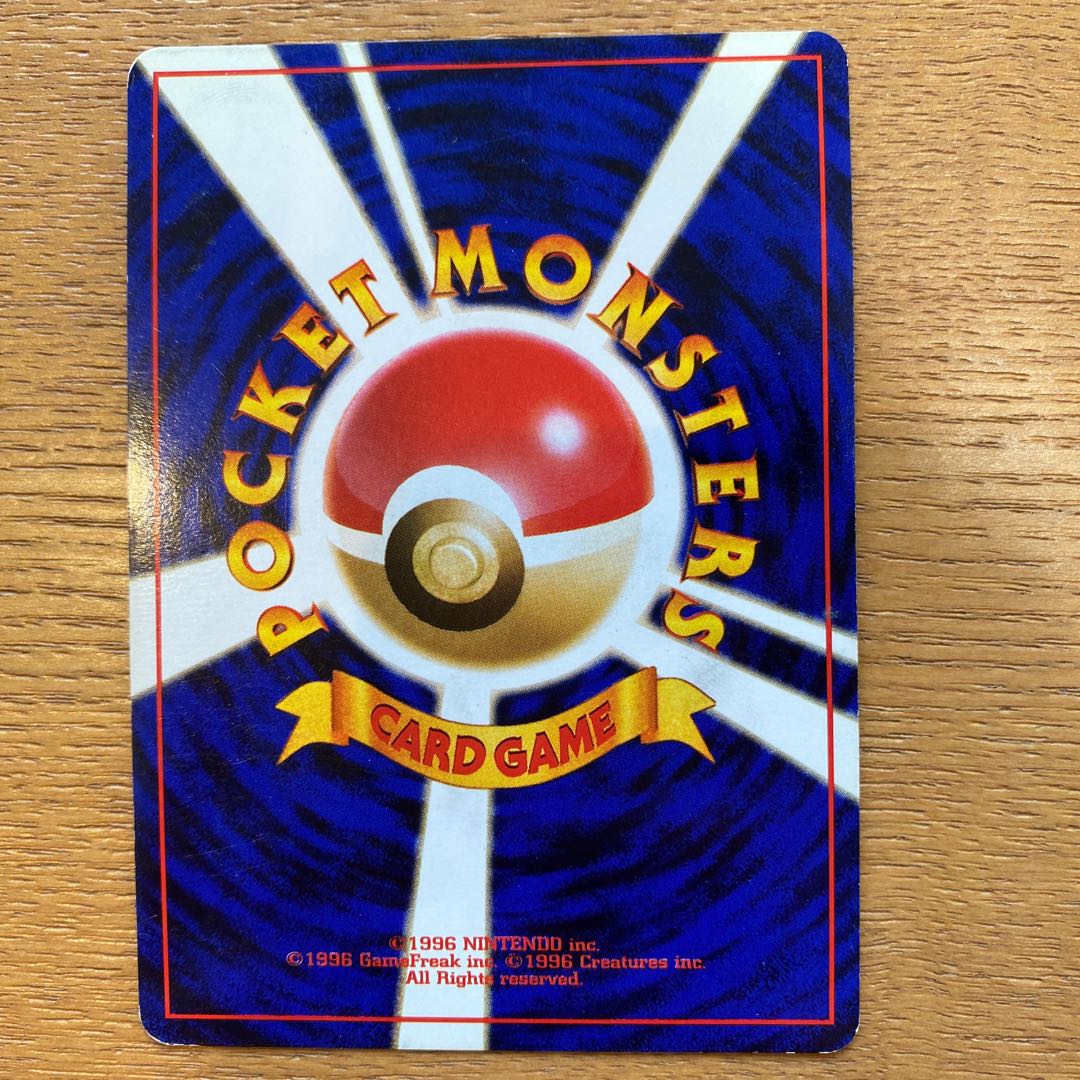 POCKET MONSTERS
CARD GAME
©1996 NINTENDO inc.
©1996 GameFreak inc. ©1996 Creatures inc.
All Rights reserved.